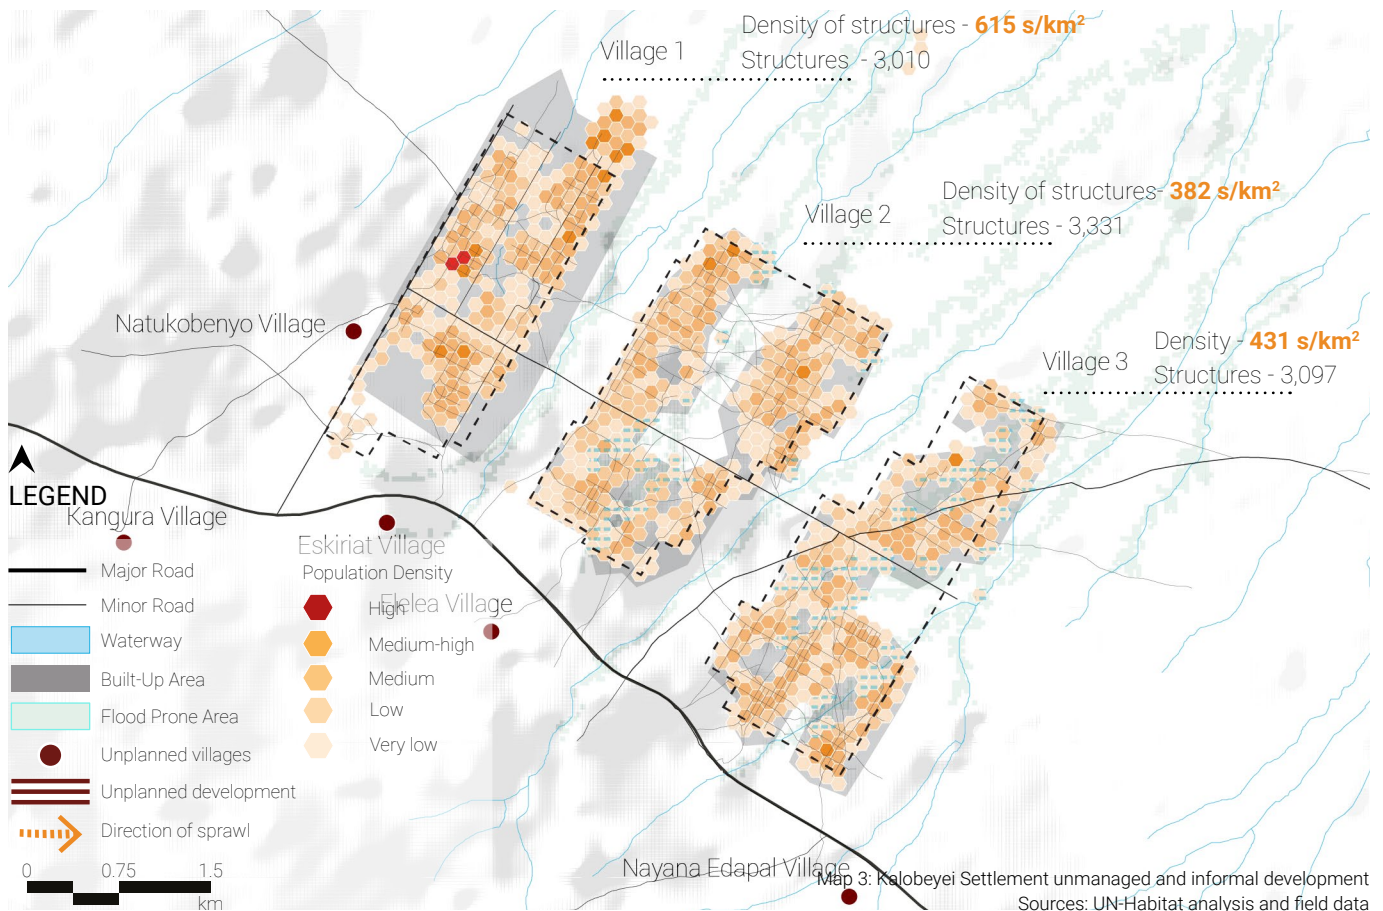 Village 1
Density of structures - 615 s/km²
Structures - 3,010
Village 2
Density of structures- 382 s/km²
Structures - 3,331
Village 3
Density - 431 s/km²
Structures - 3,097
Natukobenyo Village
LEGEND
Kangura Village
Eskiriat Village
Elelea Village
Nayana Edapal Village
Major Road
Minor Road
Waterway
Built-Up Area
Flood Prone Area
Unplanned villages
Unplanned development
Direction of sprawl
Population Density
High
Medium-high
Medium
Low
Very low
0 0.75 1.5
km
Map 3: Kalobeyei Settlement unmanaged and informal development
Sources: UN-Habitat analysis and field data